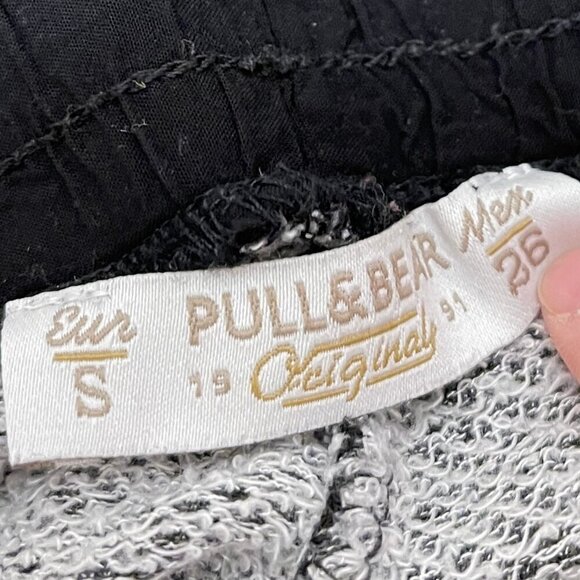 Eur
S
PULL&BEAR
19 Original 91
Mex
26